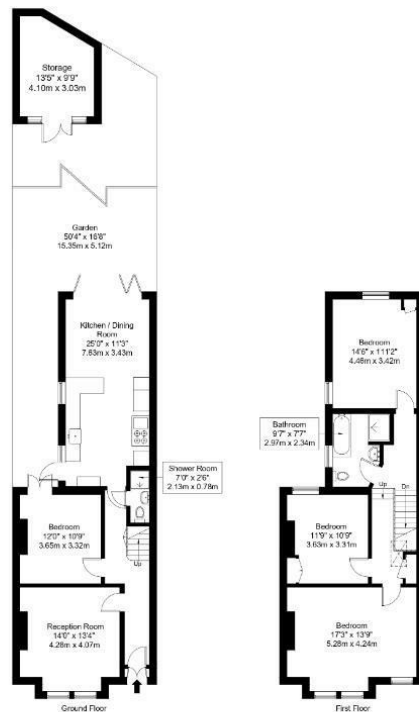 Storage
13'5" x 9'9"
4.10m x 3.03m
Garden
50'4" x 16'8"
15.35m x 5.12m
Kitchen / Dining
Room
25'0" x 11'3"
7.63m x 3.43m
Shower Room
7'0" x 2'6"
2.13m x 0.78m
Bedroom
12'0" x 10'9"
3.65m x 3.32m
Up
Reception Room
14'0" x 13'4"
4.28m x 4.07m
Ground Floor
Bedroom
14'6" x 11'1/2"
4.46m x 3.42m
Bathroom
9'7" x 7'7"
2.97m x 2.34m
Up
Dn
Bedroom
11'9" x 10'9"
3.63m x 3.31m
Bedroom
17'3" x 13'9"
5.28m x 4.24m
First Floor